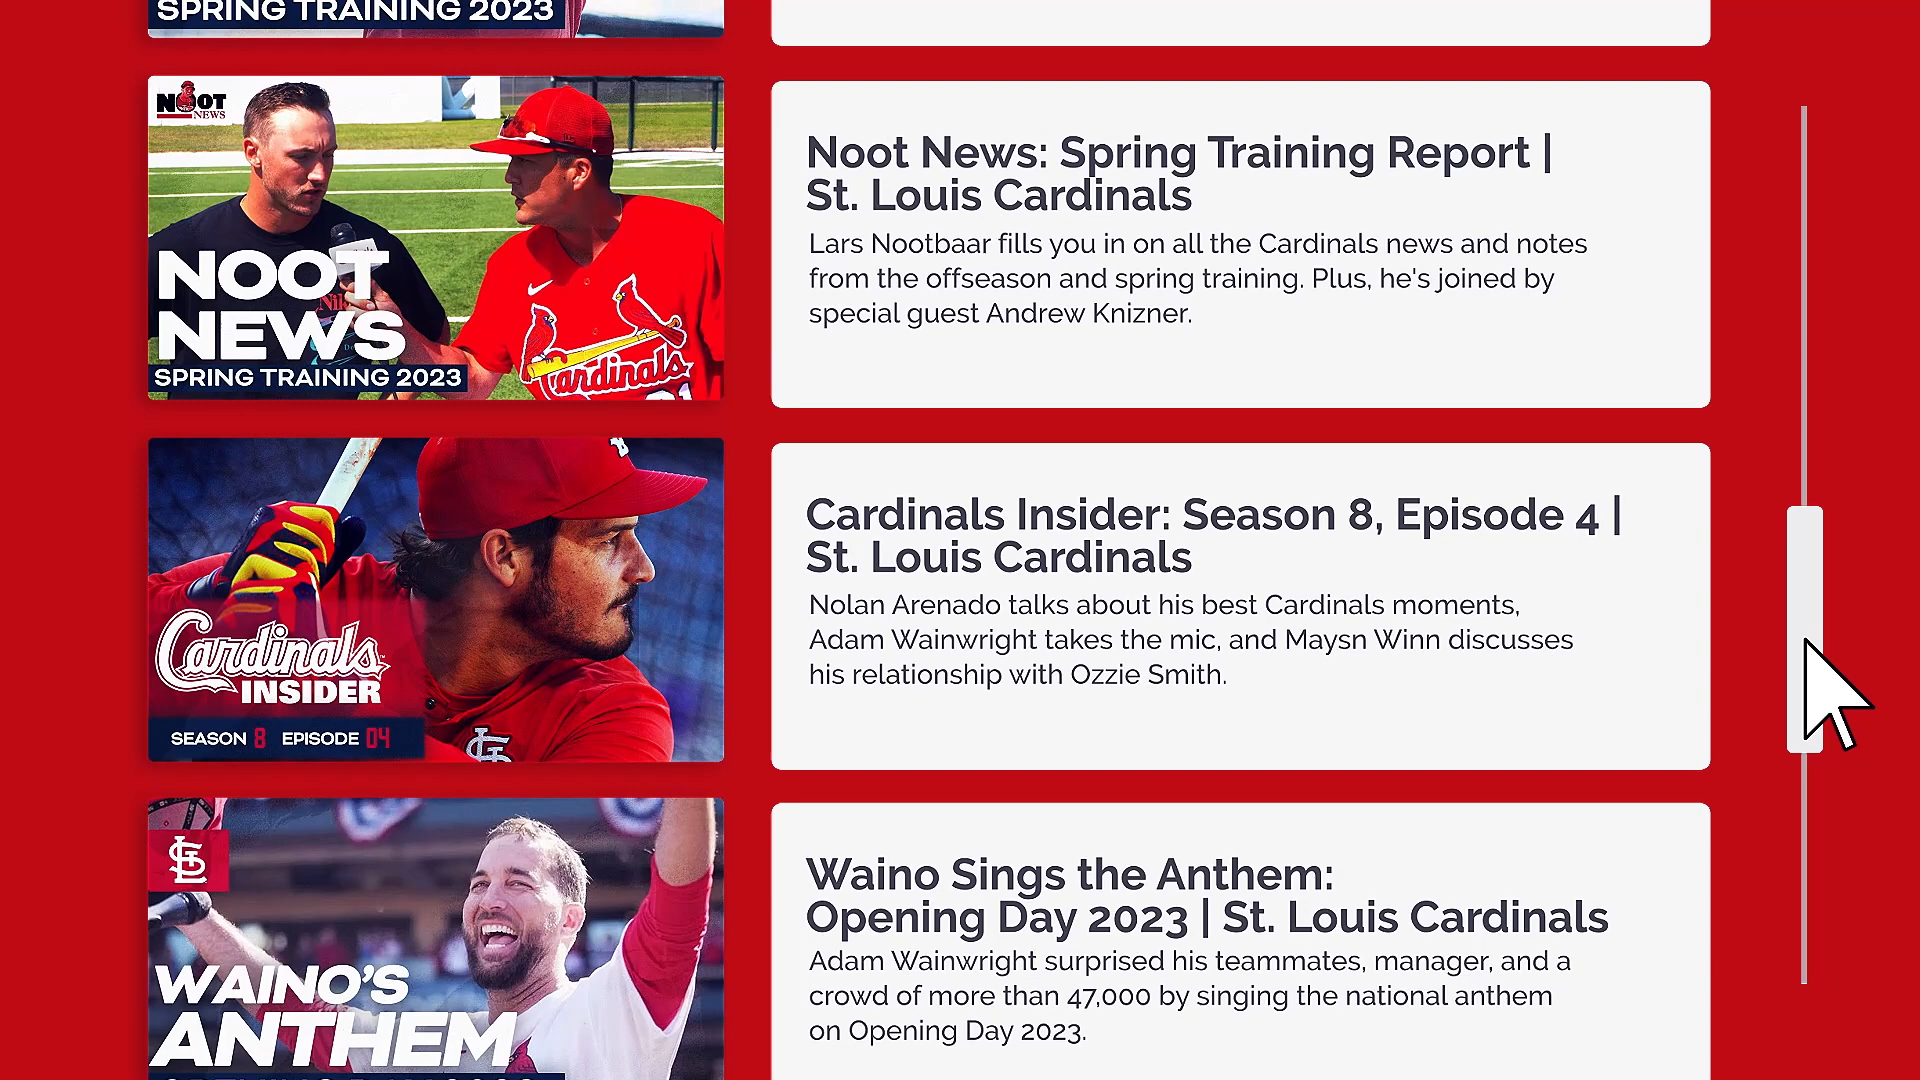 SPRING TRAINING 2023
NOOT
NEWS
NOOT
NEWS
SPRING TRAINING 2023
Cardinals
Noot News: Spring Training Report |
St. Louis Cardinals
Lars Nootbaar fills you in on all the Cardinals news and notes
from the offseason and spring training. Plus, he's joined by
special guest Andrew Knizner.
Cardinals
INSIDER
SEASON 8 EPISODE 04
STL
Cardinals Insider: Season 8, Episode 4 |
St. Louis Cardinals
Nolan Arenado talks about his best Cardinals moments,
Adam Wainwright takes the mic, and Maysn Winn discusses
his relationship with Ozzie Smith.
STL
WAINO'S
ANTHEM
Waino Sings the Anthem:
Opening Day 2023 | St. Louis Cardinals
Adam Wainwright surprised his teammates, manager, and a
crowd of more than 47,000 by singing the national anthem
on Opening Day 2023.